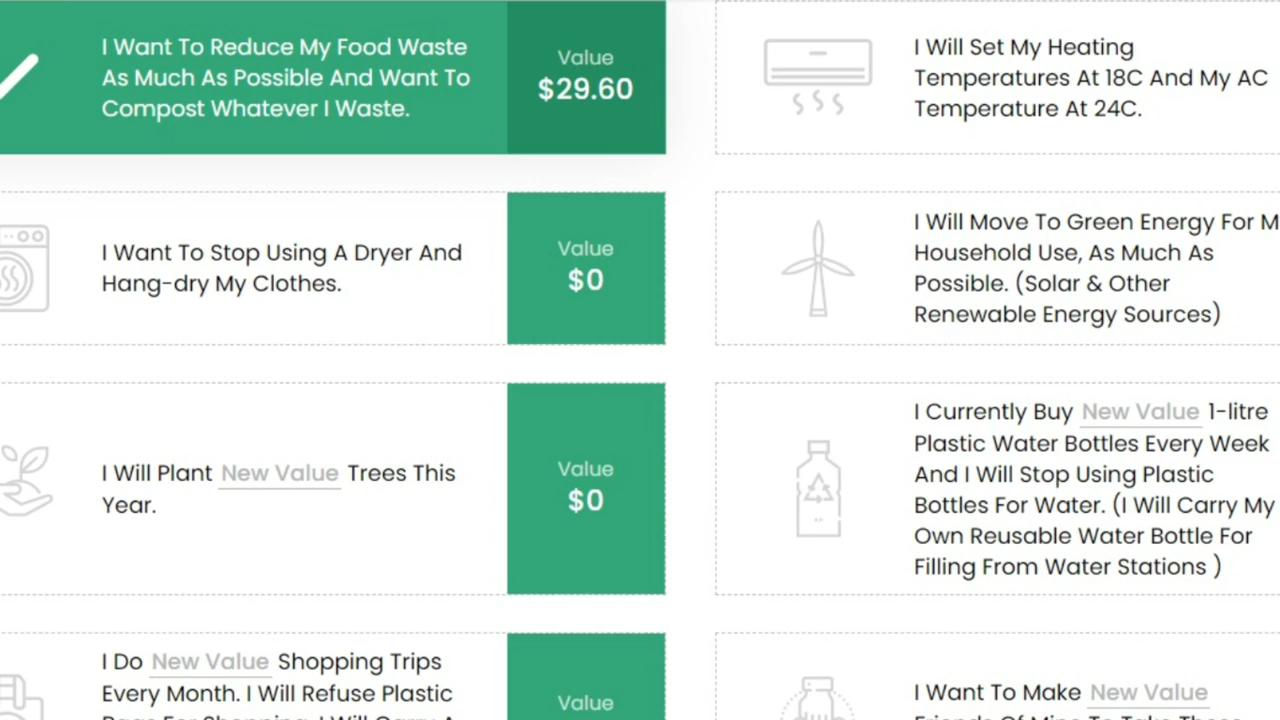 I Want To Reduce My Food Waste
As Much As Possible And Want To
Compost Whatever I Waste.
Value
$29.60
I Will Set My Heating
Temperatures At 18C And My AC
Temperature At 24C.
I Want To Stop Using A Dryer And
Hang-dry My Clothes.
Value
$0
I Will Move To Green Energy For
Household Use, As Much As
Possible. (Solar & Other
Renewable Energy Sources)
I Will Plant New Value Trees This
Year.
Value
$0
I Currently Buy New Value 1-litre
Plastic Water Bottles Every Week
And I Will Stop Using Plastic
Bottles For Water. (I Will Carry My
Own Reusable Water Bottle For
Filling From Water Stations )
I Do New Value Shopping Trips
Every Month. I Will Refuse Plastic
Value
I Want To Make New Value